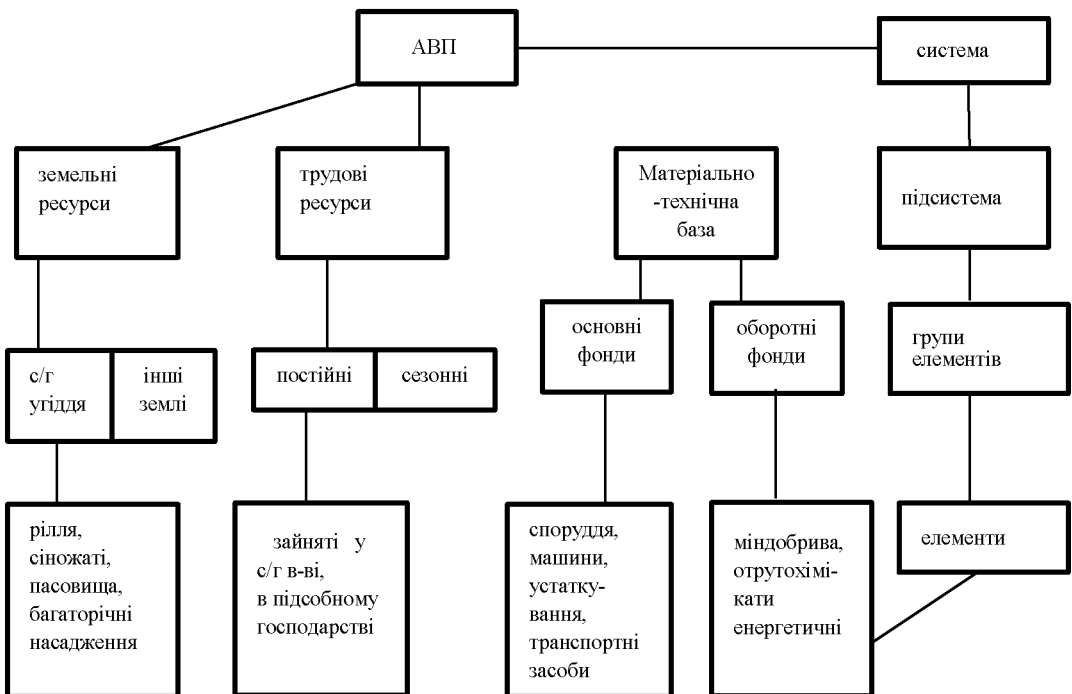 АВП
система
земельні
ресурси
трудові
ресурси
Матеріально
-технічна
база
підсистема
основні
фонди
оборотні
фонди
групи
елементів
с/г
угіддя
інші
землі
постійні
сезонні
рілля,
сіножаті,
пасовища,
багаторічні
насадження
зайняті у
с/г в-ві,
в підсобному
господарстві
споруддя,
машини,
устатку-
вання,
транспортні
засоби
міндобрива,
отрутохімі-
кати
енергетичні
елементи